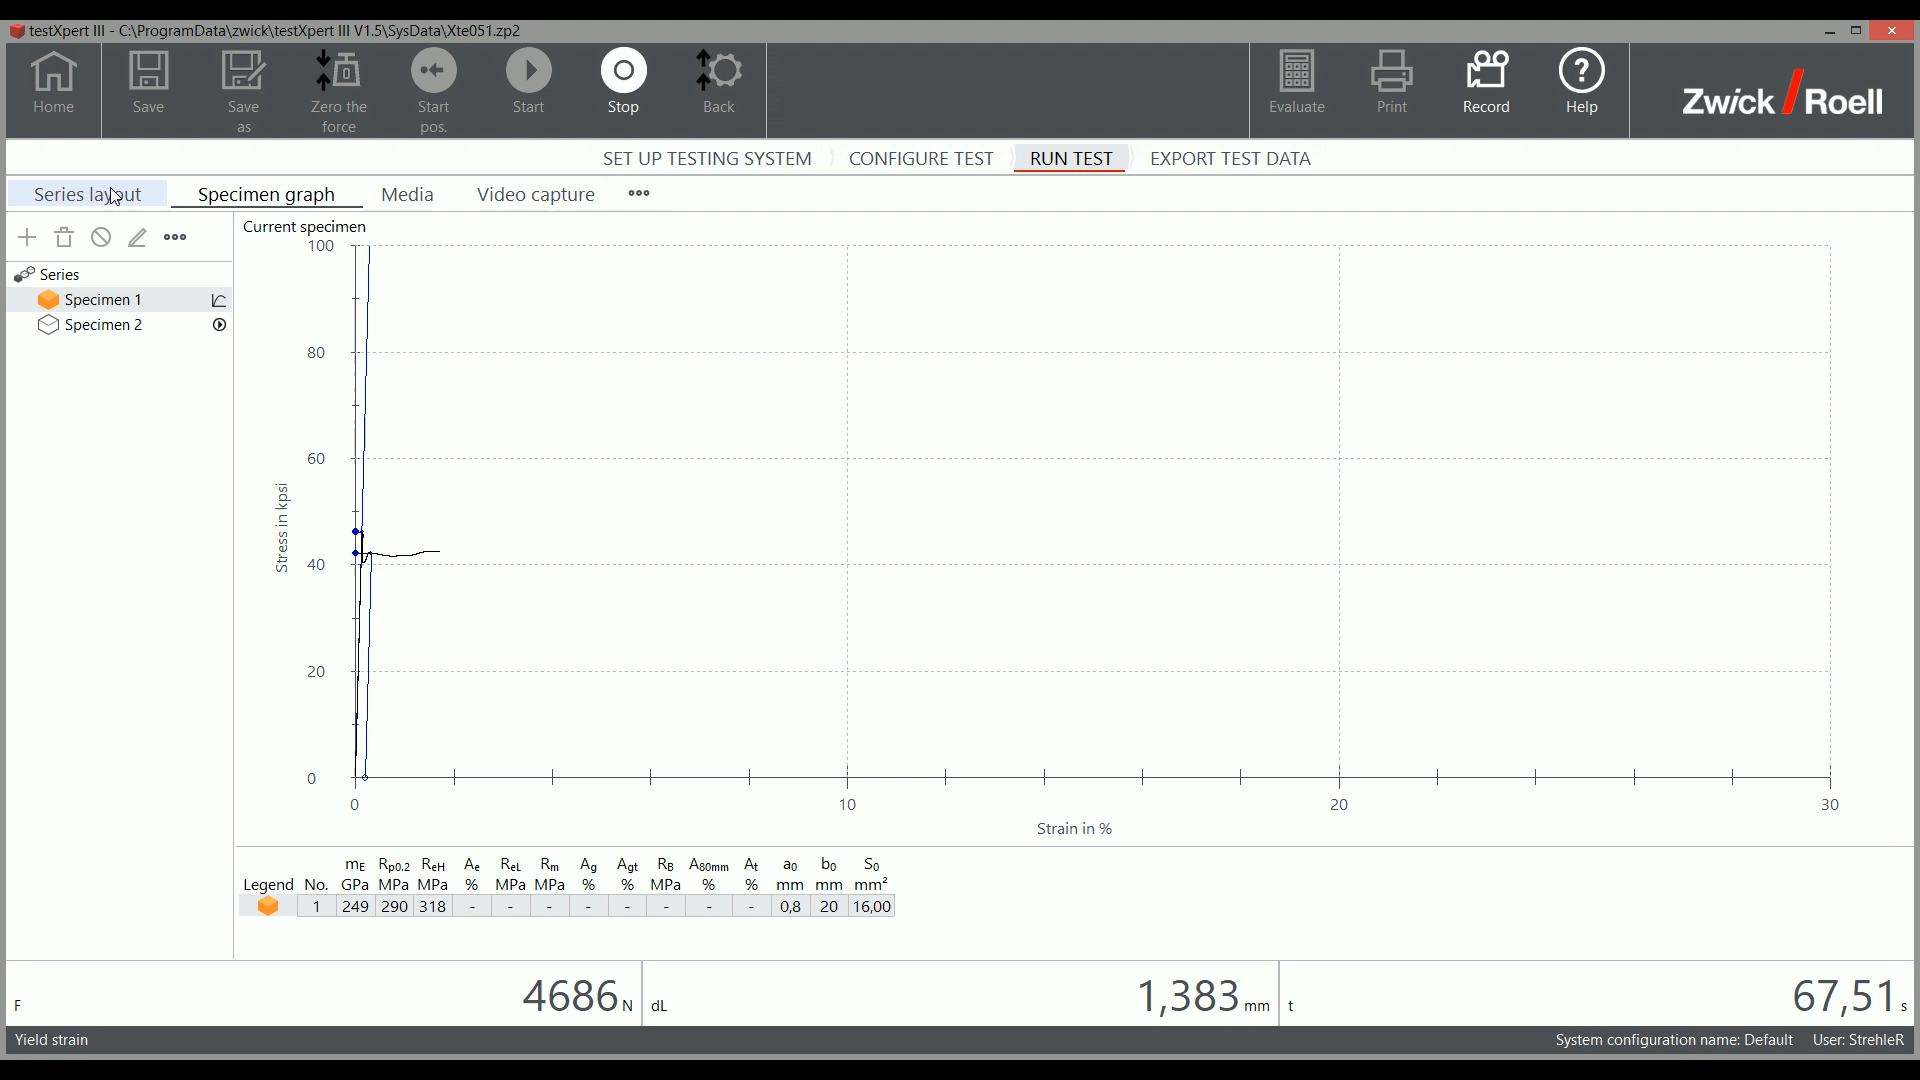 testXpert III - C:\ProgramData\zwick\testXpert III V1.5\SysData\Xte051.zp2
Home
Save
Save as
Zero the force
Start pos.
Start
Stop
Back
Evaluate
Print
Record
Help
Zwick / Roell
SET UP TESTING SYSTEM
CONFIGURE TEST
RUN TEST
EXPORT TEST DATA
Series layout
Specimen graph
Media
Video capture
Series
Specimen 1
Specimen 2
Current specimen
100
80
60
40
20
0
Stress in kpsi
0 10 20 30
Strain in %
mE Rp0.2 ReH Ae ReL Rm Ag Agt RB A80mm At a0 b0 S0
Legend No. GPa MPa MPa % MPa MPa % % MPa % % mm mm mm²
1 249 290 318 - - - - - - - - 0,8 20 16,00
F 4686 N
dL 1,383 mm
t 67,51 s
Yield strain
System configuration name: Default User: StrehleR